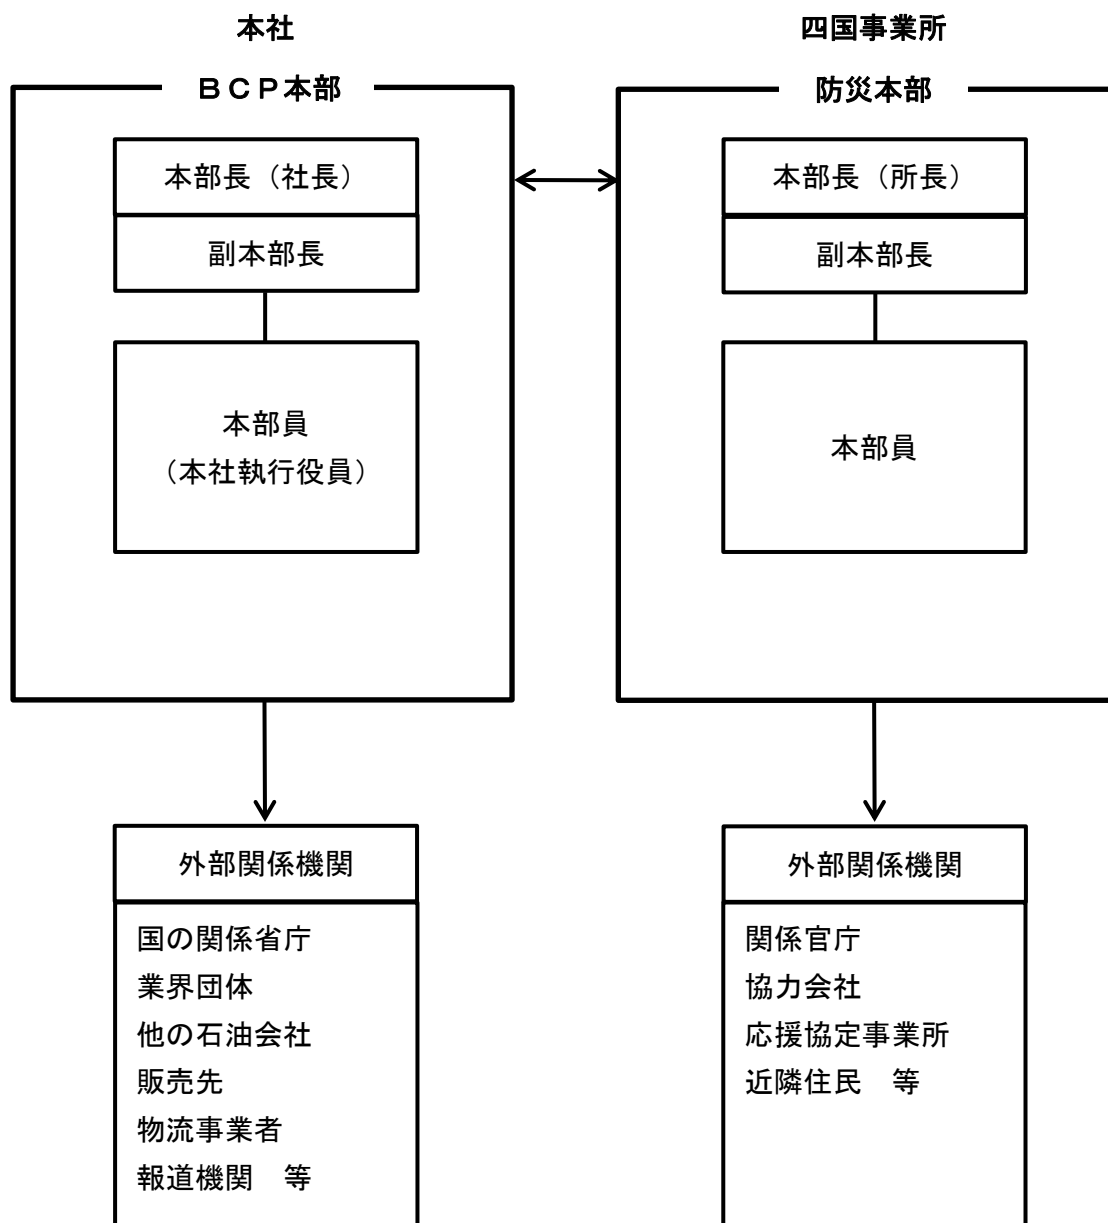 本社
BCP本部
本部長（社長）
副本部長
本部員
（本社執行役員）
外部関係機関
国の関係省庁
業界団体
他の石油会社
販売先
物流事業者
報道機関　等
四国事業所
防災本部
本部長（所長）
副本部長
本部員
外部関係機関
関係官庁
協力会社
応援協定事業所
近隣住民　等